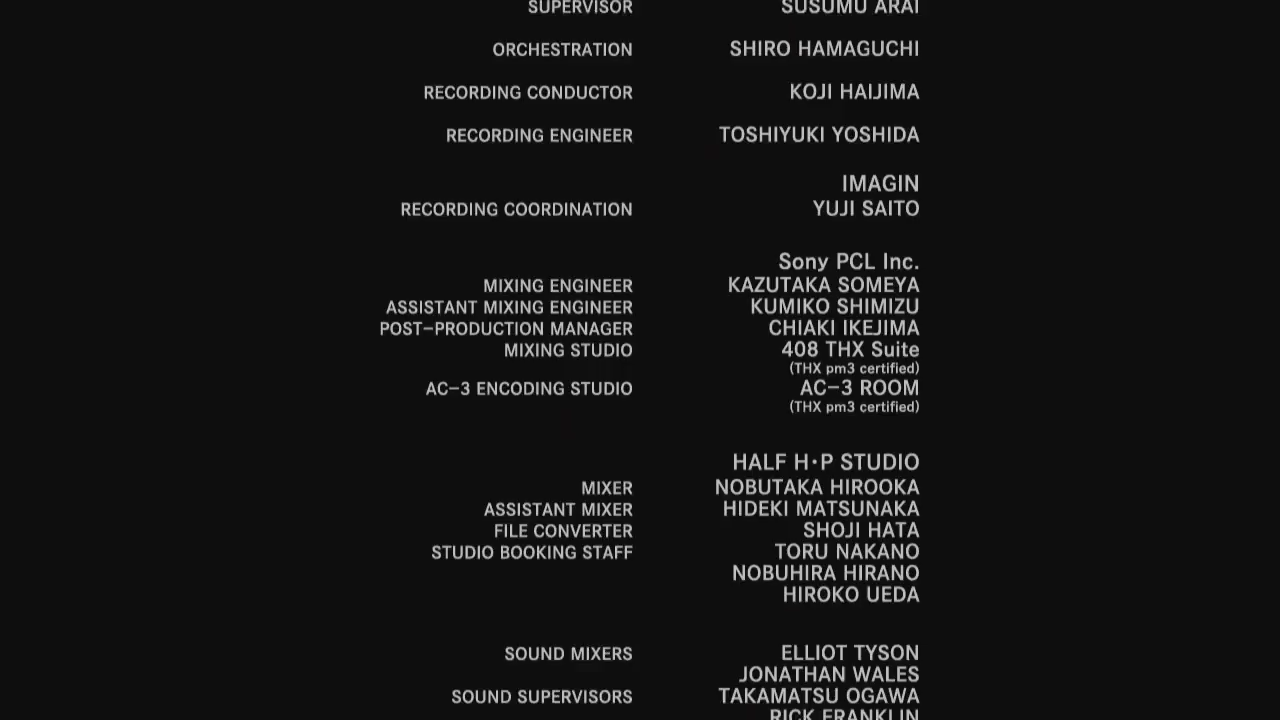 SUPERVISOR SUSUMU ARAI
ORCHESTRATION SHIRO HAMAGUCHI
RECORDING CONDUCTOR KOJI HAIJIMA
RECORDING ENGINEER TOSHIYUKI YOSHIDA
IMAGIN
RECORDING COORDINATION YUJI SAITO
Sony PCL Inc.
MIXING ENGINEER KAZUTAKA SOMEYA
ASSISTANT MIXING ENGINEER KUMIKO SHIMIZU
POST-PRODUCTION MANAGER CHIAKI IKEJIMA
MIXING STUDIO 408 THX Suite
(THX pm3 certified)
AC-3 ENCODING STUDIO AC-3 ROOM
(THX pm3 certified)
HALF H・P STUDIO
MIXER NOBUTAKA HIROOKA
ASSISTANT MIXER HIDEKI MATSUNAKA
FILE CONVERTER SHOJI HATA
STUDIO BOOKING STAFF TORU NAKANO
NOBUHIRA HIRANO
HIROKO UEDA
SOUND MIXERS ELLIOT TYSON
JONATHAN WALES
SOUND SUPERVISORS TAKAMATSU OGAWA
RICK FRANKLIN